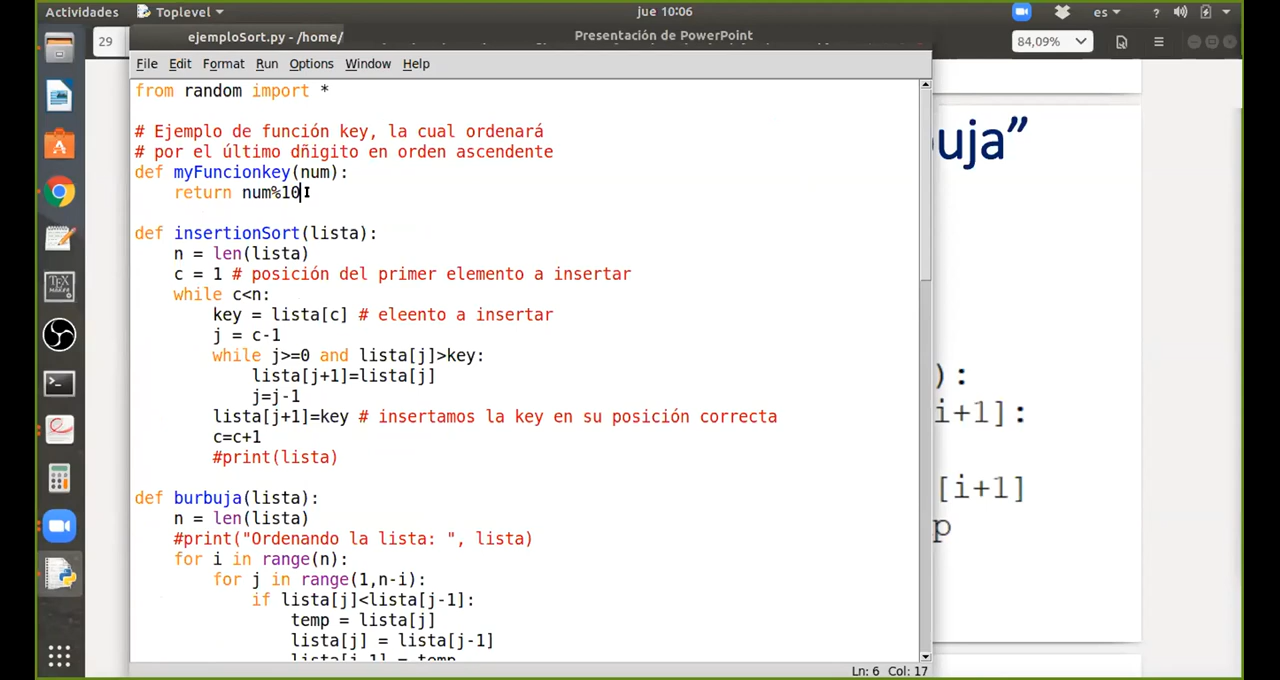 Actividades Toplevel jue 10:06 es ?
29 ejemploSort.py - /home/ Presentación de PowerPoint 84,09%
File Edit Format Run Options Window Help
from random import *
# Ejemplo de función key, la cual ordenará
# por el último dñigito en orden ascendente
def myFuncionkey(num):
return num%10
def insertionSort(lista):
n = len(lista)
c = 1 # posición del primer elemento a insertar
while c<n:
key = lista[c] # eleento a insertar
j = c-1
while j>=0 and lista[j]>key:
lista[j+1]=lista[j]
j=j-1
lista[j+1]=key # insertamos la key en su posición correcta
c=c+1
#print(lista)
def burbuja(lista):
n = len(lista)
#print("Ordenando la lista: ", lista)
for i in range(n):
for j in range(1,n-i):
if lista[j]<lista[j-1]:
temp = lista[j]
lista[j] = lista[j-1]
lista[j-1] = temp
Ln: 6 Col: 17
uja”
):
i+1]:
[i+1]
p